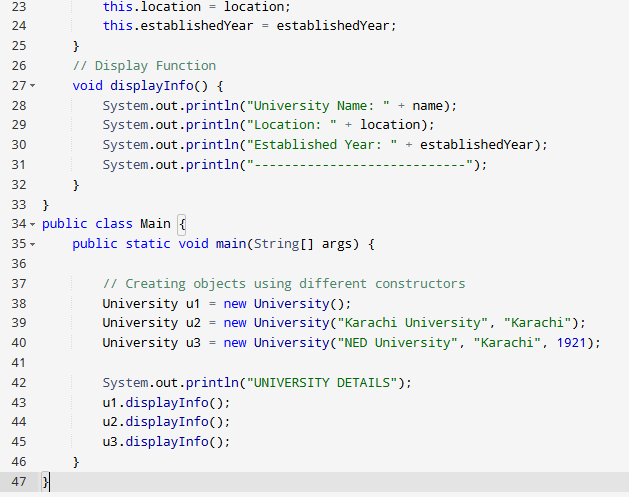 23 this.location = location;
24 this.establishedYear = establishedYear;
25 }
26 // Display Function
27 void displayInfo() {
28 System.out.println("University Name: " + name);
29 System.out.println("Location: " + location);
30 System.out.println("Established Year: " + establishedYear);
31 System.out.println("----------------------------");
32 }
33 }
34 public class Main {
35 public static void main(String[] args) {
36
37 // Creating objects using different constructors
38 University u1 = new University();
39 University u2 = new University("Karachi University", "Karachi");
40 University u3 = new University("NED University", "Karachi", 1921);
41
42 System.out.println("UNIVERSITY DETAILS");
43 u1.displayInfo();
44 u2.displayInfo();
45 u3.displayInfo();
46 }
47 }